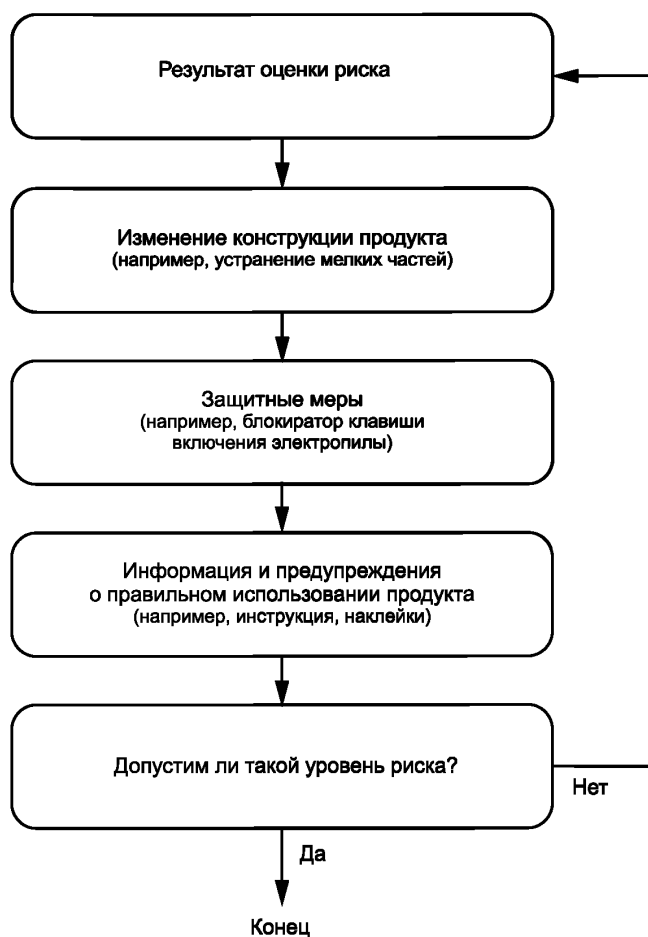 Результат оценки риска
Изменение конструкции продукта
(например, устранение мелких частей)
Защитные меры
(например, блокиратор клавиши
включения электропилы)
Информация и предупреждения
о правильном использовании продукта
(например, инструкция, наклейки)
Допустим ли такой уровень риска?
Нет
Да
Конец